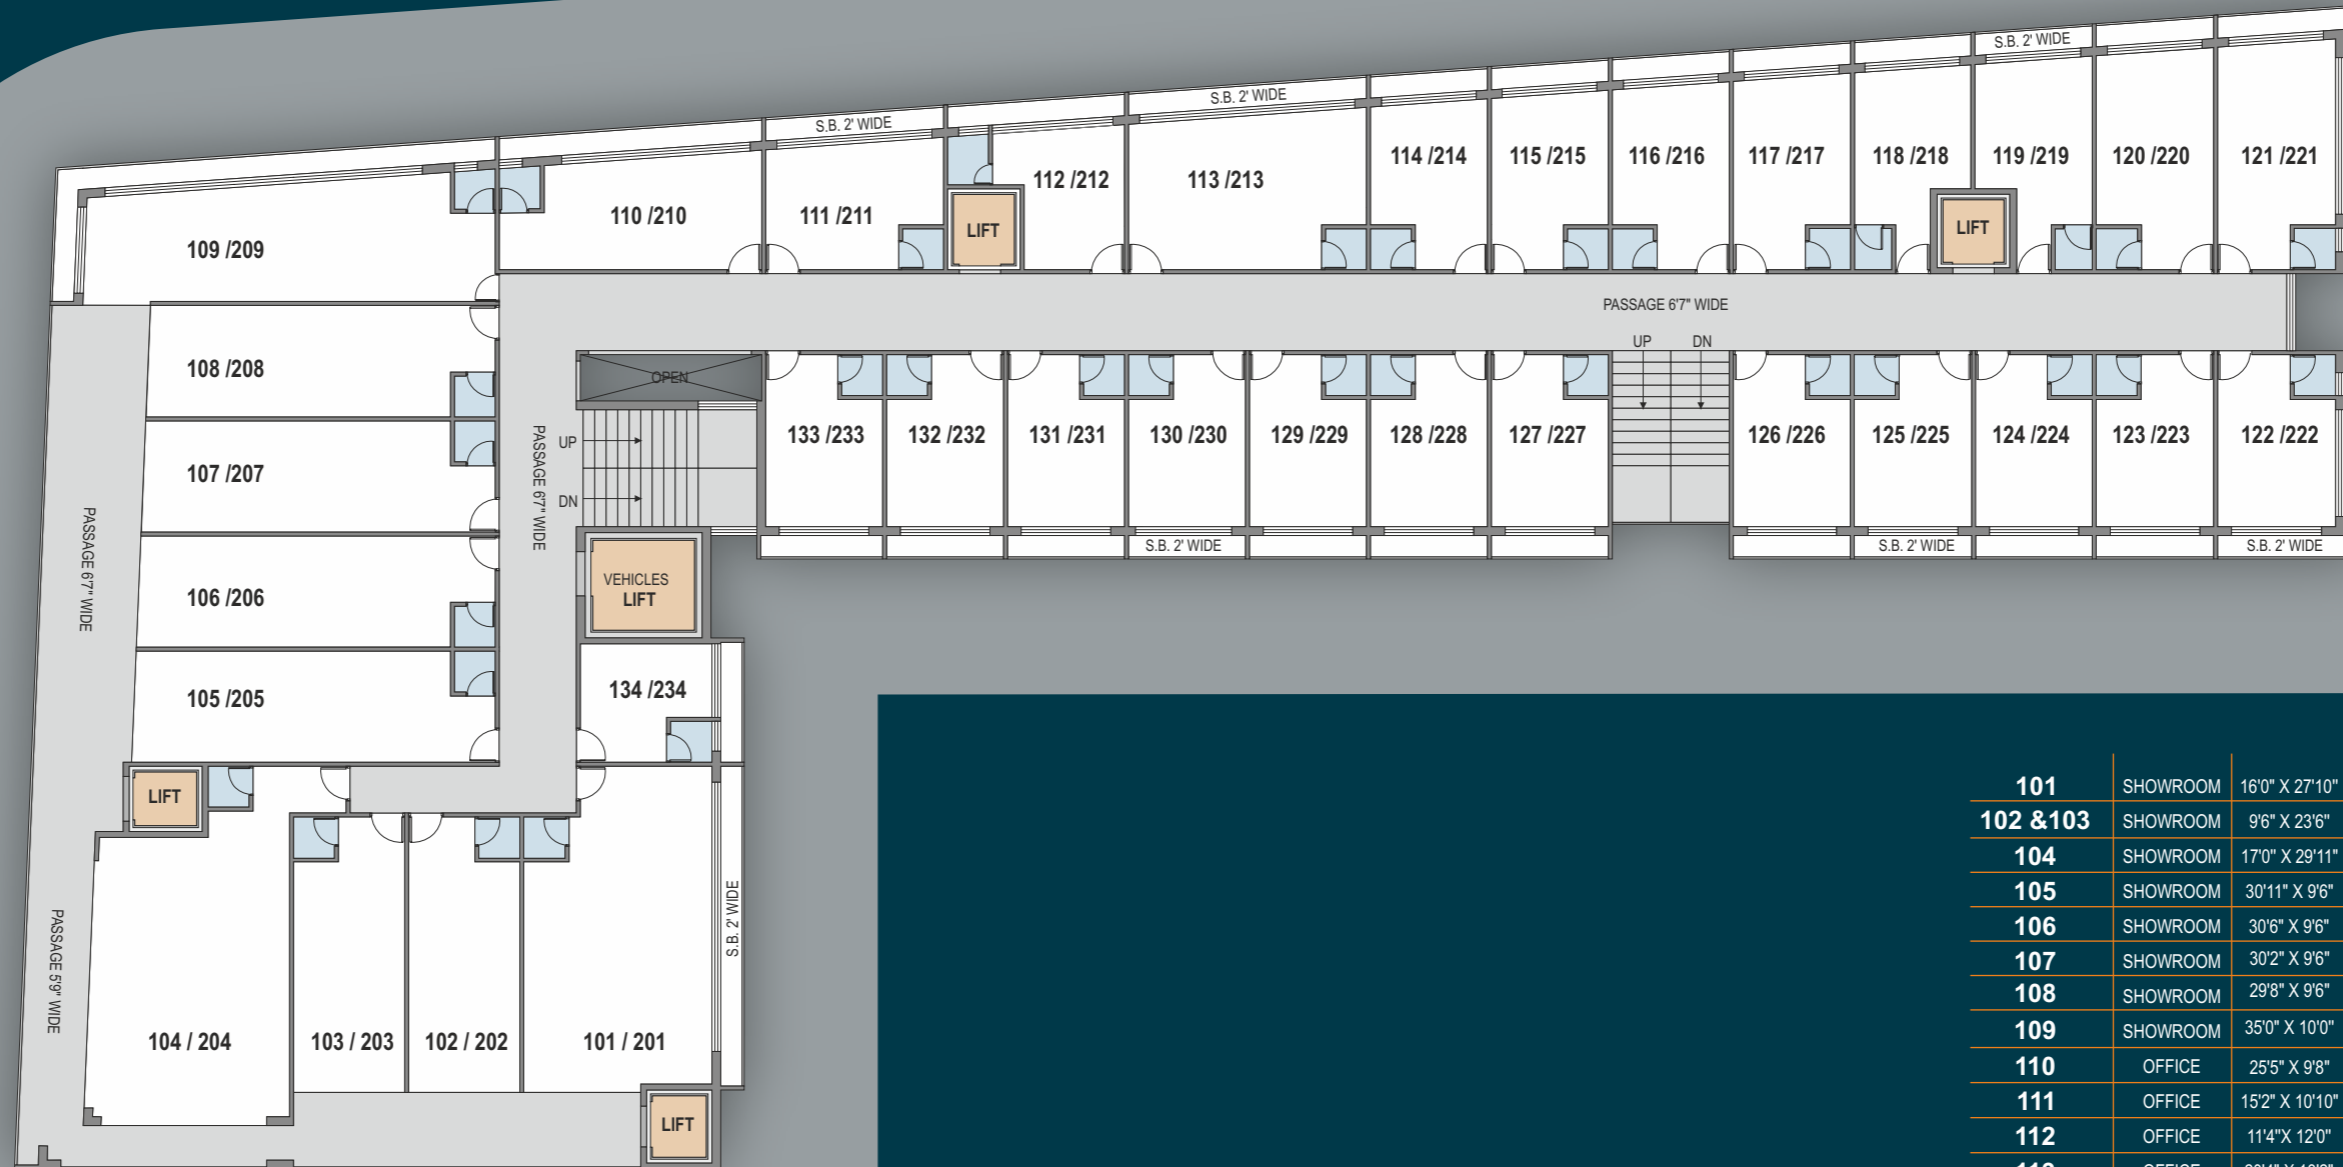 S.B. 2' WIDE
S.B. 2' WIDE
S.B. 2' WIDE
109 /209
110 /210
111 /211
112 /212
LIFT
113 /213
114 /214
115 /215
116 /216
117 /217
118 /218
119 /219
LIFT
120 /220
121 /221
PASSAGE 6'7" WIDE
UP
DN
108 /208
107 /207
106 /206
105 /205
PASSAGE 6'7" WIDE
PASSAGE 6'7" WIDE
OPEN
UP
DN
133 /233
132 /232
131 /231
130 /230
129 /229
128 /228
127 /227
126 /226
125 /225
124 /224
123 /223
122 /222
S.B. 2' WIDE
S.B. 2' WIDE
S.B. 2' WIDE
VEHICLES
LIFT
134 /234
LIFT
PASSAGE 5'9" WIDE
S.B. 2' WIDE
104 / 204
103 / 203
102 / 202
101 / 201
LIFT
101 SHOWROOM 16'0" X 27'10"
102 &103 SHOWROOM 9'6" X 23'6"
104 SHOWROOM 17'0" X 29'11"
105 SHOWROOM 30'11" X 9'6"
106 SHOWROOM 30'6" X 9'6"
107 SHOWROOM 30'2" X 9'6"
108 SHOWROOM 29'8" X 9'6"
109 SHOWROOM 35'0" X 10'0"
110 OFFICE 25'5" X 9'8"
111 OFFICE 15'2" X 10'10"
112 OFFICE 11'4"X 12'0"